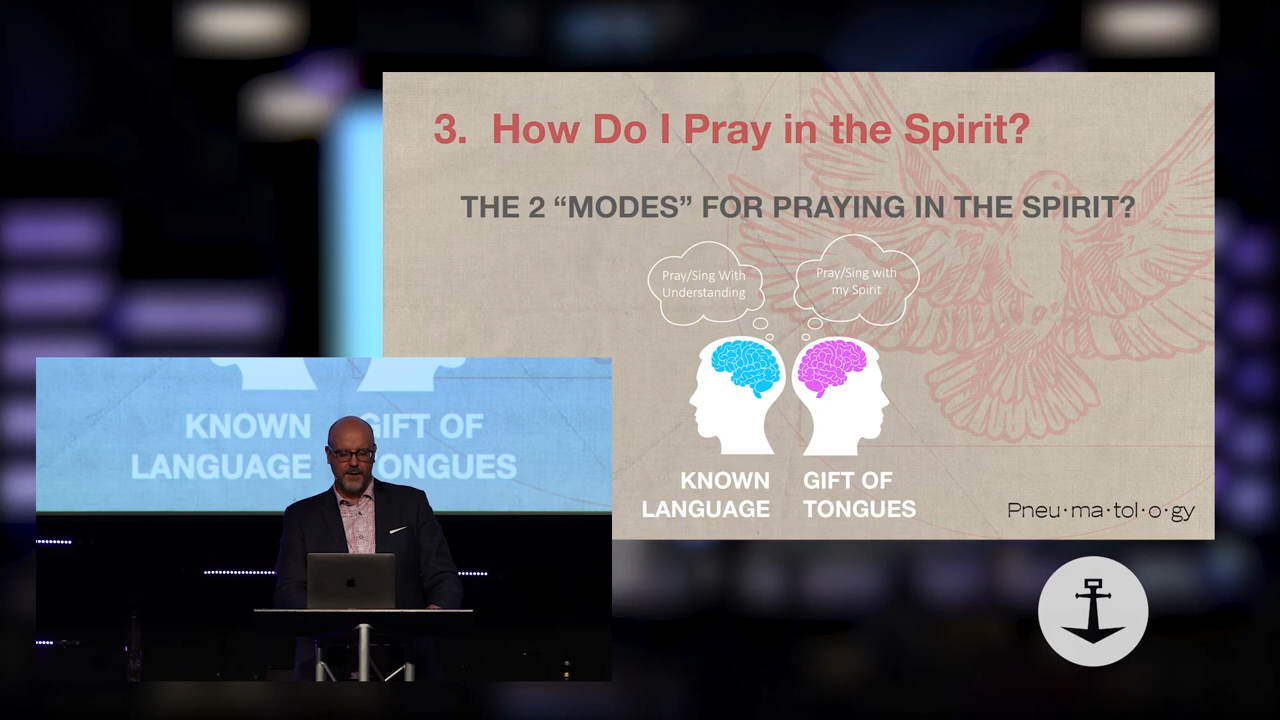 3. How Do I Pray in the Spirit?
THE 2 “MODES” FOR PRAYING IN THE SPIRIT?
Pray/Sing With
Understanding
Pray/Sing with
my Spirit
KNOWN
LANGUAGE
GIFT OF
TONGUES
Pneu·ma·tol·o·gy
KNOWN
LANGUAGE
GIFT OF
TONGUES